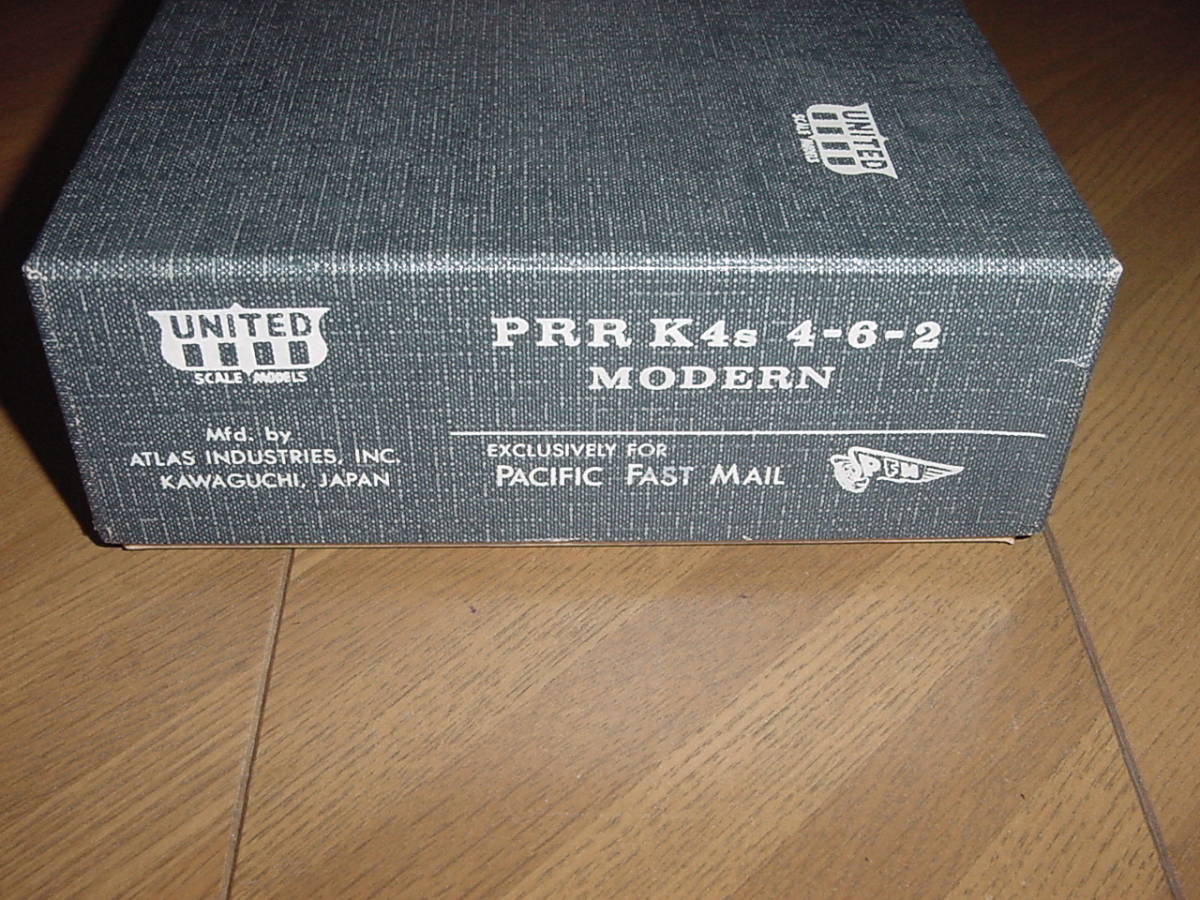 UNITED
SCALE MODELS
UNITED
SCALE MODELS
PRR K4s 4-6-2
MODERN
Mfd. by
ATLAS INDUSTRIES, INC.
KAWAGUCHI, JAPAN
EXCLUSIVELY FOR
PACIFIC FAST MAIL
PFM